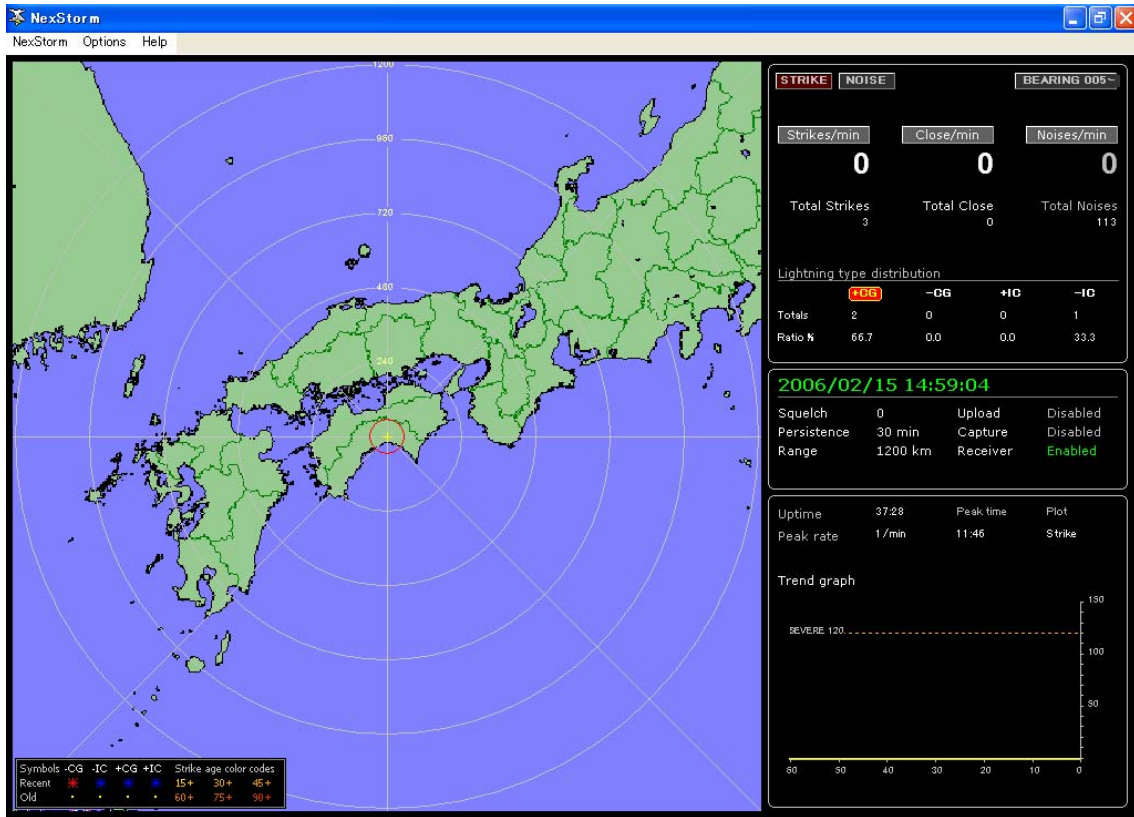 NexStorm
NexStorm Options Help
1200
960
720
480
240
STRIKE NOISE BEARING 005~
Strikes/min Close/min Noises/min
0 0 0
Total Strikes Total Close Total Noises
3 0 113
Lightning type distribution
+CG -CG +IC -IC
Totals 2 0 0 1
Ratio % 66.7 0.0 0.0 33.3
2006/02/15 14:59:04
Squelch 0 Upload Disabled
Persistence 30 min Capture Disabled
Range 1200 km Receiver Enabled
Uptime 37:28 Peak time Plot
Peak rate 1/min 11:46 Strike
Trend graph
150
SEVERE 120
100
50
60 50 40 30 20 10 0
Symbols -CG -IC +CG +IC Strike age color codes
Recent 15+ 30+ 45+
Old 60+ 75+ 90+